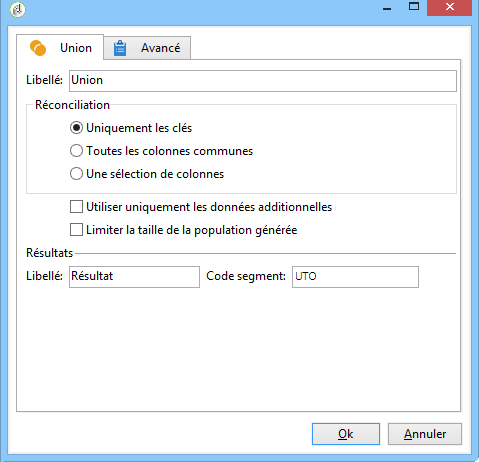 Union Avancé
Libellé: Union
Réconciliation
Uniquement les clés
Toutes les colonnes communes
Une sélection de colonnes
Utiliser uniquement les données additionnelles
Limiter la taille de la population générée
Résultats
Libellé: Résultat Code segment: UTO
Ok Annuler